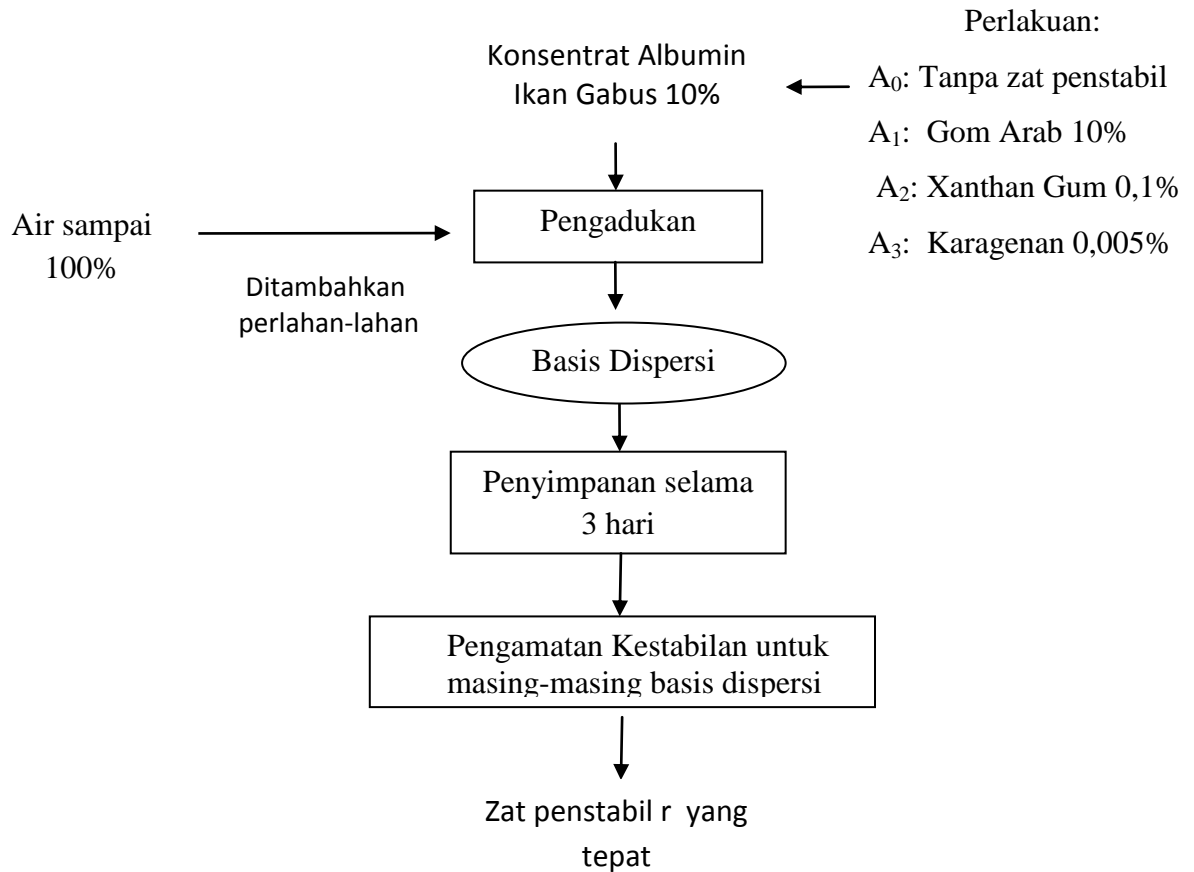 Perlakuan:
Konsentrat Albumin
Ikan Gabus 10%
A₀: Tanpa zat penstabil
A₁: Gom Arab 10%
A₂: Xanthan Gum 0,1%
A₃: Karagenan 0,005%
Air sampai
100%
Ditambahkan
perlahan-lahan
Pengadukan
Basis Dispersi
Penyimpanan selama
3 hari
Pengamatan Kestabilan untuk
masing-masing basis dispersi
Zat penstabil r yang
tepat